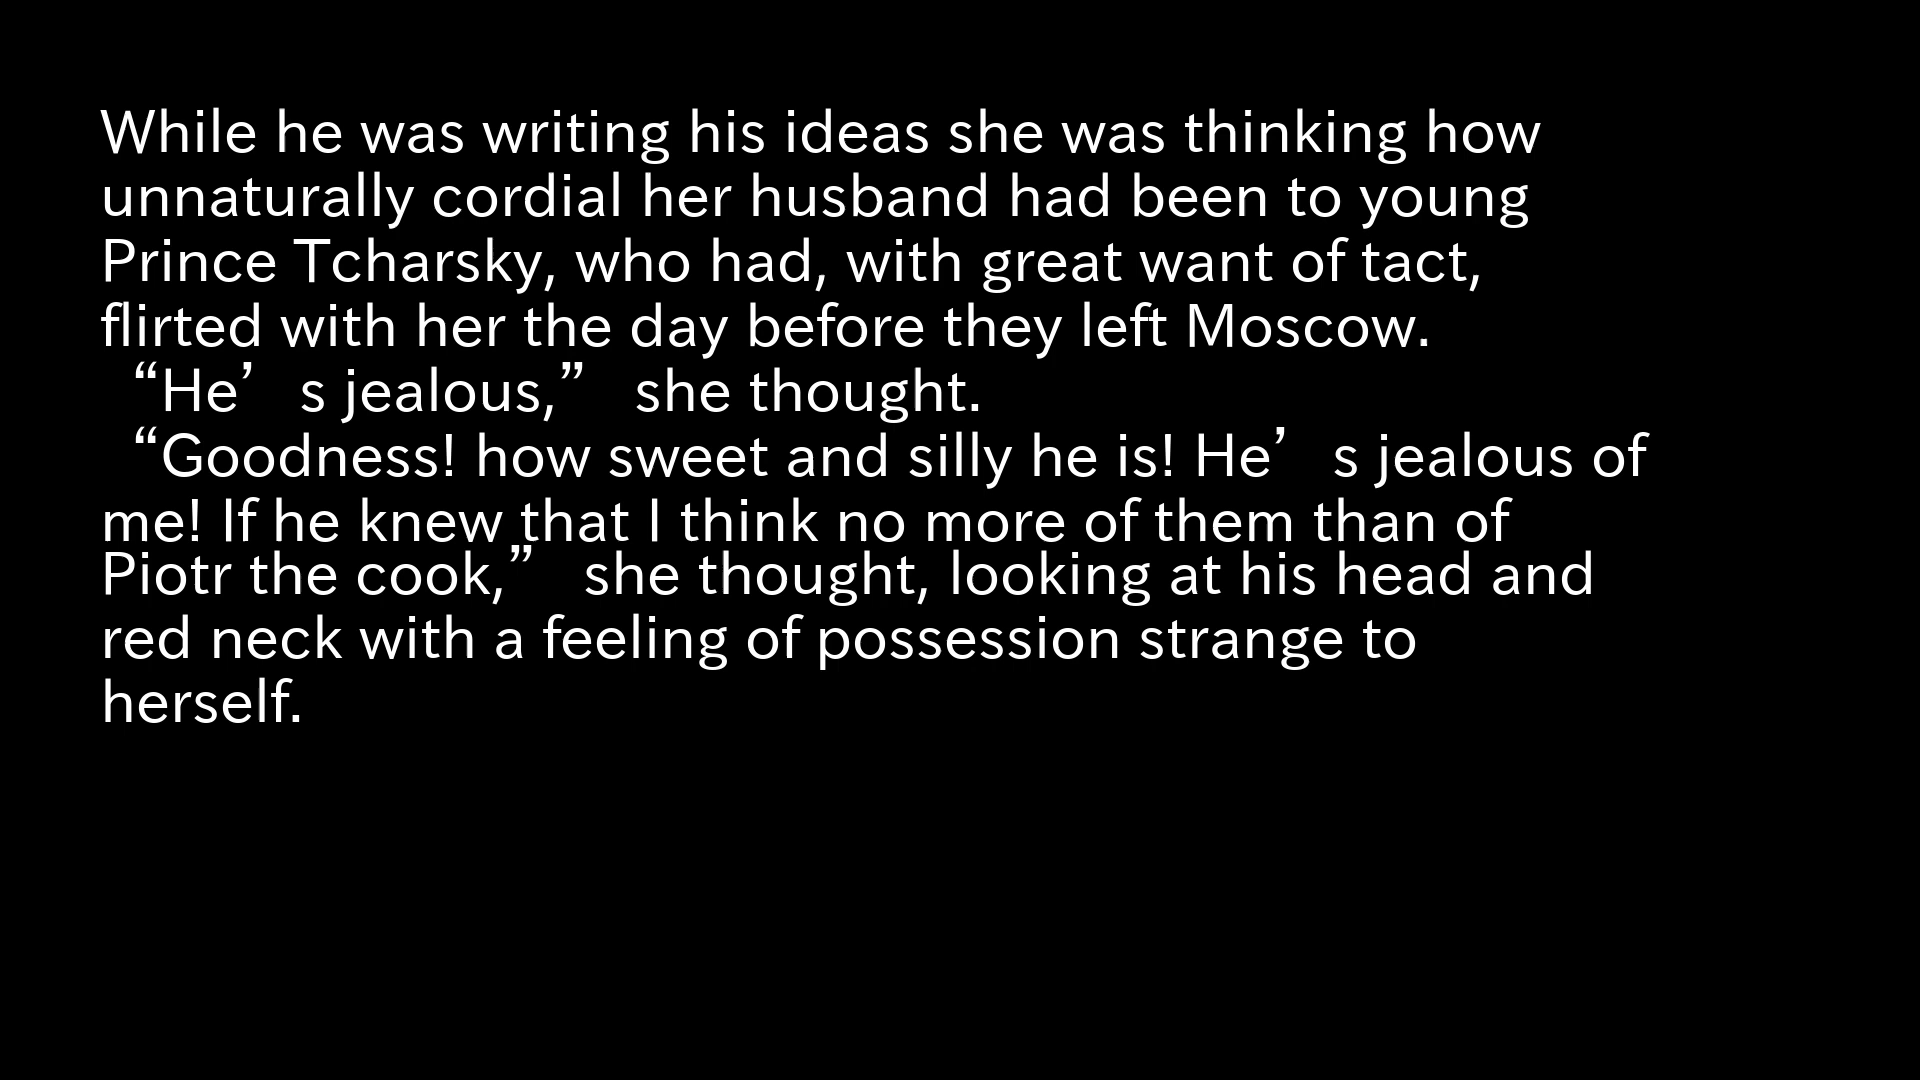 While he was writing his ideas she was thinking how
unnaturally cordial her husband had been to young
Prince Tcharsky, who had, with great want of tact,
flirted with her the day before they left Moscow.
“He’s jealous,” she thought.
“Goodness! how sweet and silly he is! He’s jealous of
me! If he knew that I think no more of them than of
Piotr the cook,” she thought, looking at his head and
red neck with a feeling of possession strange to
herself.